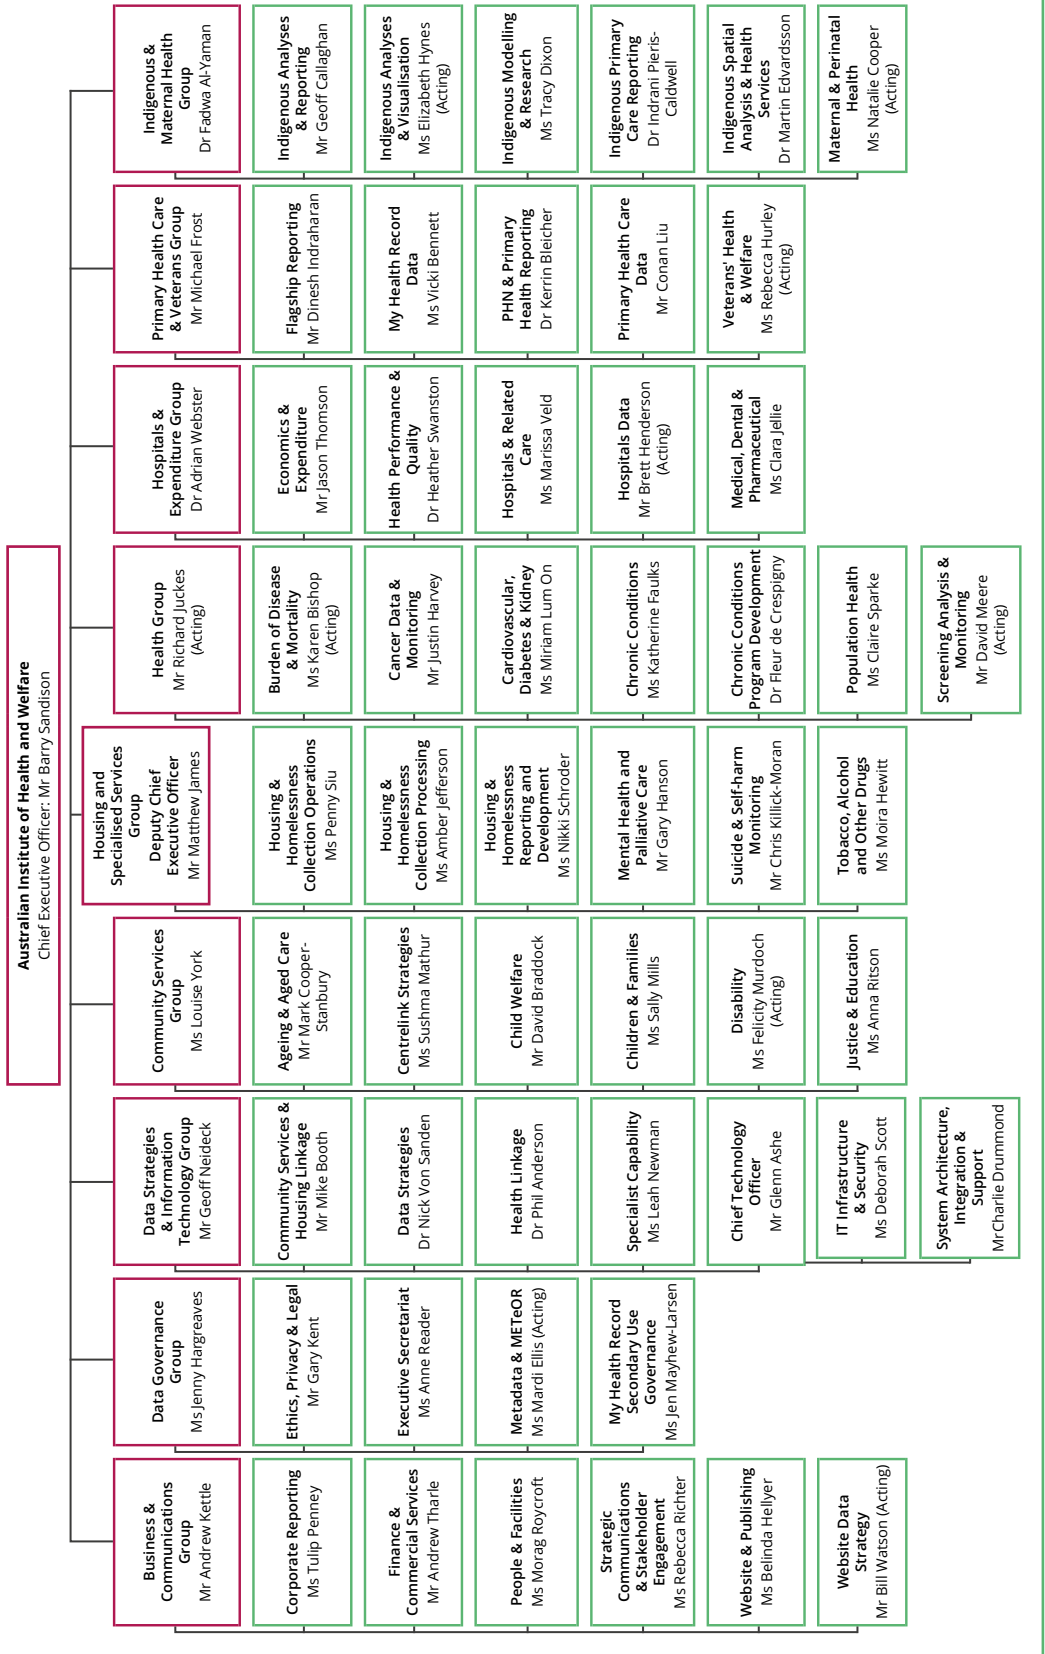 Australian Institute of Health and Welfare
Chief Executive Officer: Mr Barry Sandison
Business &
Communications
Group
Mr Andrew Kettle
Corporate Reporting
Ms Tulip Penney
Finance &
Commercial Services
Mr Andrew Tharle
People & Facilities
Ms Morag Roycroft
Strategic
Communications
& Stakeholder
Engagement
Ms Rebecca Richter
Website & Publishing
Ms Belinda Hellyer
Website Data
Strategy
Mr Bill Watson (Acting)
Data Governance
Group
Ms Jenny Hargreaves
Ethics, Privacy & Legal
Mr Gary Kent
Executive Secretariat
Ms Anne Reader
Metadata & METeOR
Ms Mardi Ellis (Acting)
My Health Record
Secondary Use
Governance
Ms Jen Mayhew-Larsen
Data Strategies
& Information
Technology Group
Mr Geoff Neideck
Community Services &
Housing Linkage
Mr Mike Booth
Data Strategies
Dr Nick Von Sanden
Health Linkage
Dr Phil Anderson
Specialist Capability
Ms Leah Newman
Chief Technology
Officer
Mr Glenn Ashe
IT Infrastructure
& Security
Ms Deborah Scott
System Architecture,
Integration &
Support
MrCharlie Drummond
Community Services
Group
Ms Louise York
Ageing & Aged Care
Mr Mark Cooper-
Stanbury
Centrelink Strategies
Ms Sushma Mathur
Child Welfare
Mr David Braddock
Children & Families
Ms Sally Mills
Disability
Ms Felicity Murdoch
(Acting)
Justice & Education
Ms Anna Ritson
Housing and
Specialised Services
Group
Deputy Chief
Executive Officer
Mr Matthew James
Housing &
Homelessness
Collection Operations
Ms Penny Siu
Housing &
Homelessness
Collection Processing
Ms Amber Jefferson
Housing &
Homelessness
Reporting and
Development
Ms Nikki Schroder
Mental Health and
Palliative Care
Mr Gary Hanson
Suicide & Self-harm
Monitoring
Mr Chris Killick-Moran
Tobacco, Alcohol
and Other Drugs
Ms Moira Hewitt
Health Group
Mr Richard Juckes
(Acting)
Burden of Disease
& Mortality
Ms Karen Bishop
(Acting)
Cancer Data &
Monitoring
Mr Justin Harvey
Cardiovascular,
Diabetes & Kidney
Ms Miriam Lum On
Chronic Conditions
Ms Katherine Faulks
Chronic Conditions
Program Development
Dr Fleur de Crespigny
Population Health
Ms Claire Sparke
Screening Analysis &
Monitoring
Mr David Meere
(Acting)
Hospitals &
Expenditure Group
Dr Adrian Webster
Economics &
Expenditure
Mr Jason Thomson
Health Performance &
Quality
Dr Heather Swanston
Hospitals & Related
Care
Ms Marissa Veld
Hospitals Data
Mr Brett Henderson
(Acting)
Medical, Dental &
Pharmaceutical
Ms Clara Jellie
Primary Health Care
& Veterans Group
Mr Michael Frost
Flagship Reporting
Mr Dinesh Indraharan
My Health Record
Data
Ms Vicki Bennett
PHN & Primary
Health Reporting
Dr Kerrin Bleicher
Primary Health Care
Data
Mr Conan Liu
Veterans' Health
& Welfare
Ms Rebecca Hurley
(Acting)
Indigenous &
Maternal Health
Group
Dr Fadwa Al-Yaman
Indigenous Analyses
& Reporting
Mr Geoff Callaghan
Indigenous Analyses
& Visualisation
Ms Elizabeth Hynes
(Acting)
Indigenous Modelling
& Research
Ms Tracy Dixon
Indigenous Primary
Care Reporting
Dr Indrani Pieris-
Caldwell
Indigenous Spatial
Analysis & Health
Services
Dr Martin Edvardsson
Maternal & Perinatal
Health
Ms Natalie Cooper
(Acting)